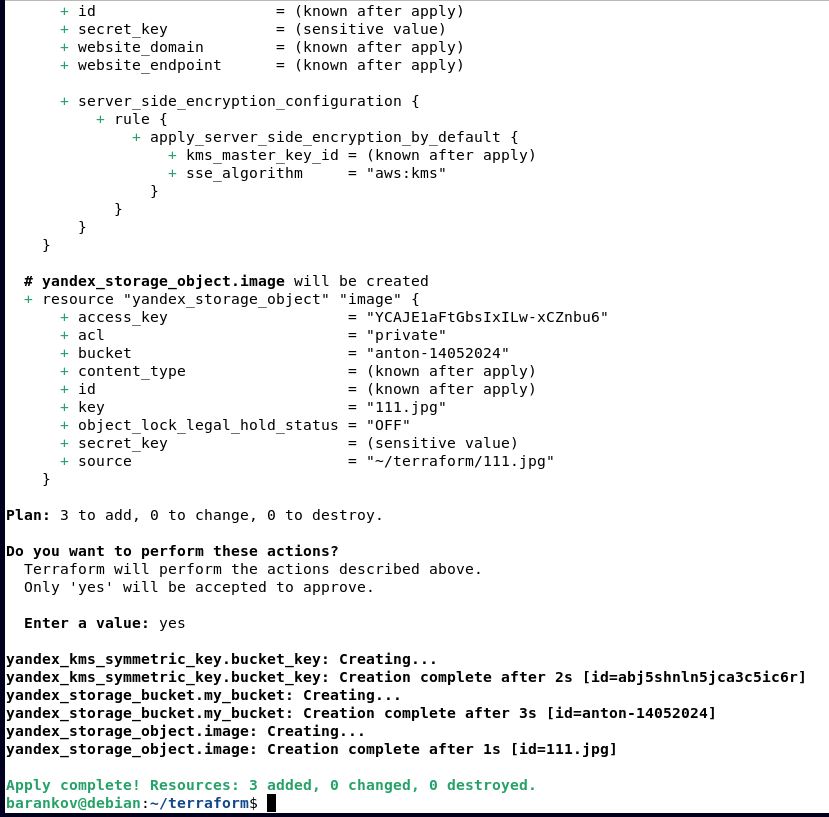 + id                    = (known after apply)
+ secret_key            = (sensitive value)
+ website_domain        = (known after apply)
+ website_endpoint      = (known after apply)
+ server_side_encryption_configuration {
+ rule {
+ apply_server_side_encryption_by_default {
+ kms_master_key_id = (known after apply)
+ sse_algorithm     = "aws:kms"
}
}
}
}
# yandex_storage_object.image will be created
+ resource "yandex_storage_object" "image" {
+ access_key                    = "YCAJE1aFtGbsIxILw-xCZnbu6"
+ acl                           = "private"
+ bucket                        = "anton-14052024"
+ content_type                  = (known after apply)
+ id                            = (known after apply)
+ key                           = "111.jpg"
+ object_lock_legal_hold_status = "OFF"
+ secret_key                    = (sensitive value)
+ source                        = "~/terraform/111.jpg"
}
Plan: 3 to add, 0 to change, 0 to destroy.
Do you want to perform these actions?
Terraform will perform the actions described above.
Only 'yes' will be accepted to approve.
Enter a value: yes
yandex_kms_symmetric_key.bucket_key: Creating...
yandex_kms_symmetric_key.bucket_key: Creation complete after 2s [id=abj5shnln5jca3c5ic6r]
yandex_storage_bucket.my_bucket: Creating...
yandex_storage_bucket.my_bucket: Creation complete after 3s [id=anton-14052024]
yandex_storage_object.image: Creating...
yandex_storage_object.image: Creation complete after 1s [id=111.jpg]
Apply complete! Resources: 3 added, 0 changed, 0 destroyed.
barankov@debian:~/terraform$